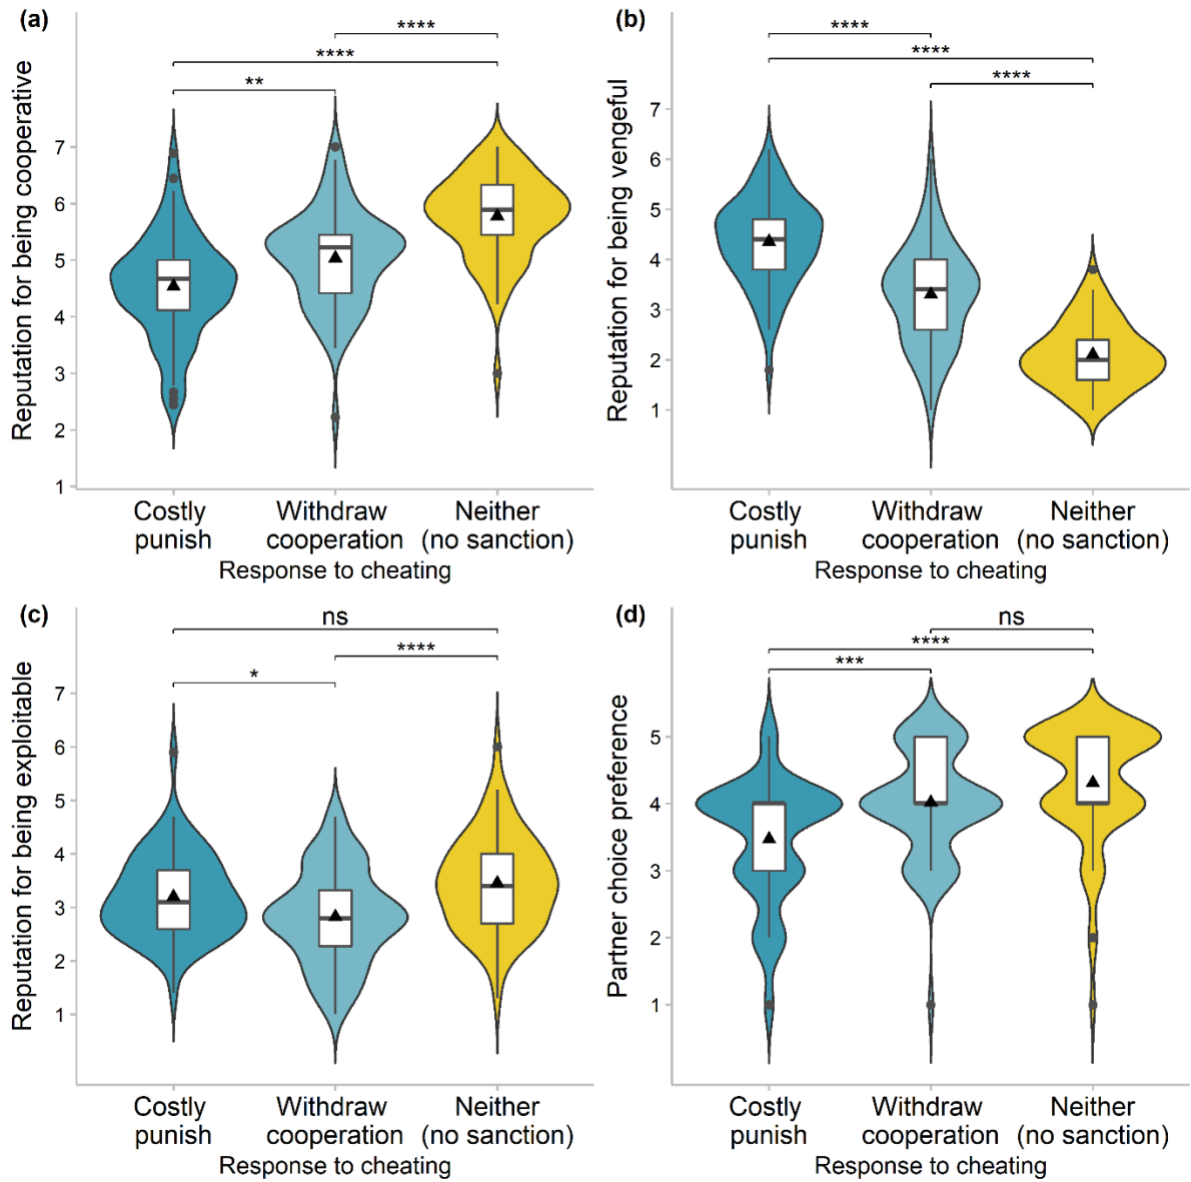 (a)
****
****
**
Reputation for being cooperative
7
6
5
4
3
2
1
Costly punish
Withdraw cooperation
Neither (no sanction)
Response to cheating
(b)
****
****
****
Reputation for being vengeful
7
6
5
4
3
2
1
Costly punish
Withdraw cooperation
Neither (no sanction)
Response to cheating
(c)
ns
****
*
Reputation for being exploitable
7
6
5
4
3
2
1
Costly punish
Withdraw cooperation
Neither (no sanction)
Response to cheating
(d)
ns
****
***
Partner choice preference
5
4
3
2
1
Costly punish
Withdraw cooperation
Neither (no sanction)
Response to cheating